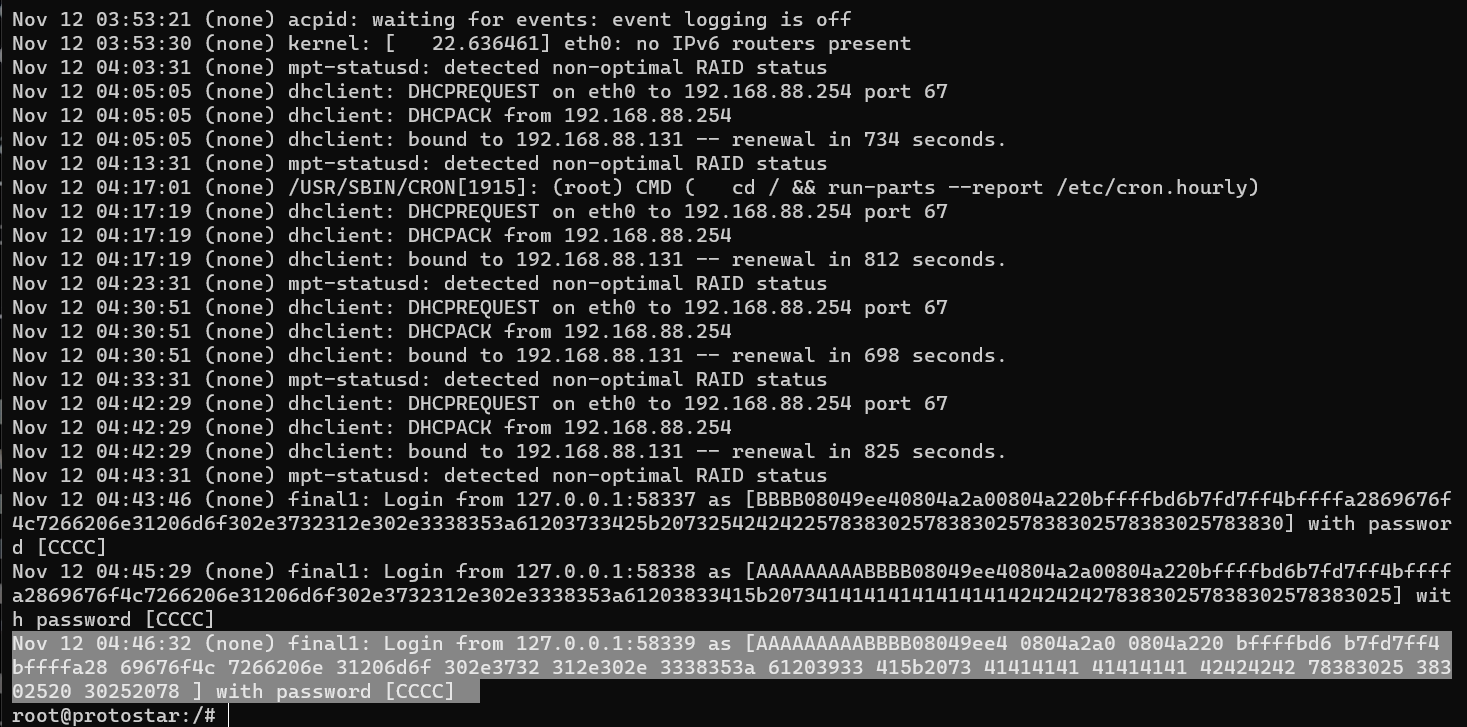 Nov 12 03:53:21 (none) acpid: waiting for events: event logging is off
Nov 12 03:53:30 (none) kernel: [   22.636461] eth0: no IPv6 routers present
Nov 12 04:03:31 (none) mpt-statusd: detected non-optimal RAID status
Nov 12 04:05:05 (none) dhclient: DHCPREQUEST on eth0 to 192.168.88.254 port 67
Nov 12 04:05:05 (none) dhclient: DHCPACK from 192.168.88.254
Nov 12 04:05:05 (none) dhclient: bound to 192.168.88.131 -- renewal in 734 seconds.
Nov 12 04:13:31 (none) mpt-statusd: detected non-optimal RAID status
Nov 12 04:17:01 (none) /USR/SBIN/CRON[1915]: (root) CMD (   cd / && run-parts --report /etc/cron.hourly)
Nov 12 04:17:19 (none) dhclient: DHCPREQUEST on eth0 to 192.168.88.254 port 67
Nov 12 04:17:19 (none) dhclient: DHCPACK from 192.168.88.254
Nov 12 04:17:19 (none) dhclient: bound to 192.168.88.131 -- renewal in 812 seconds.
Nov 12 04:23:31 (none) mpt-statusd: detected non-optimal RAID status
Nov 12 04:30:51 (none) dhclient: DHCPREQUEST on eth0 to 192.168.88.254 port 67
Nov 12 04:30:51 (none) dhclient: DHCPACK from 192.168.88.254
Nov 12 04:30:51 (none) dhclient: bound to 192.168.88.131 -- renewal in 698 seconds.
Nov 12 04:33:31 (none) mpt-statusd: detected non-optimal RAID status
Nov 12 04:42:29 (none) dhclient: DHCPREQUEST on eth0 to 192.168.88.254 port 67
Nov 12 04:42:29 (none) dhclient: DHCPACK from 192.168.88.254
Nov 12 04:42:29 (none) dhclient: bound to 192.168.88.131 -- renewal in 825 seconds.
Nov 12 04:43:31 (none) mpt-statusd: detected non-optimal RAID status
Nov 12 04:43:46 (none) final1: Login from 127.0.0.1:58337 as [BBBB08049ee40804a2a00804a220bffffbd6b7fd7ff4bffffa2869676f
4c7266206e31206d6f302e3732312e302e3338353a61203733425b2073254242422578383025783830257838302578383025783830] with passwor
d [CCCC]
Nov 12 04:45:29 (none) final1: Login from 127.0.0.1:58338 as [AAAAAAAAABBBB08049ee40804a2a00804a220bffffbd6b7fd7ff4bffff
a2869676f4c7266206e31206d6f302e3732312e302e3338353a61203833415b207341414141414141414242424278383025783830257838​3025] wit
h password [CCCC]
Nov 12 04:46:32 (none) final1: Login from 127.0.0.1:58339 as [AAAAAAAAABBBB08049ee4 0804a2a0 0804a220 bffffbd6 b7fd7ff4
bffffa28 69676f4c 7266206e 31206d6f 302e3732 312e302e 3338353a 61203933 415b2073 41414141 41414141 42424242 78383025 383
02520 30252078 ] with password [CCCC]
root@protostar:/#